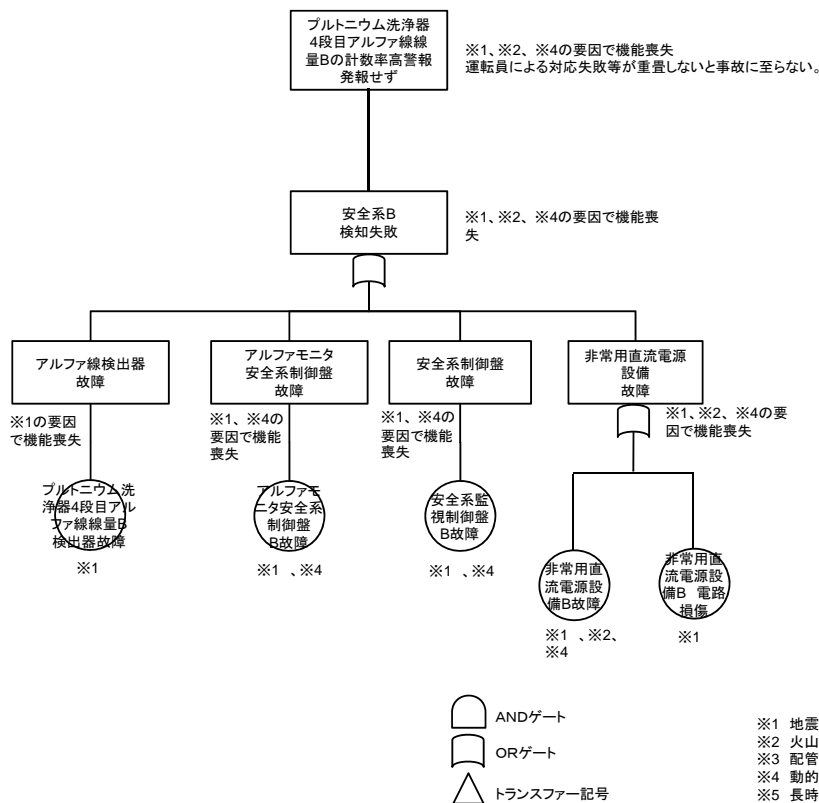 プルトニウム洗浄器
4段目アルファ線線
量Bの計数率高警報
発報せず
※1、※2、※4の要因で機能喪失
運転員による対応失敗等が重畳しないと事故に至らない。
安全系B
検知失敗
※1、※2、※4の要因で機能喪
失
アルファ線検出器
故障
アルファモニタ
安全系制御盤
故障
安全系制御盤
故障
非常用直流電源
設備
故障
※1の要因
で機能喪失
※1、※4の
要因で機能
喪失
※1、※4の
要因で機能
喪失
※1、※2、※4の要
因で機能喪失
プルトニウム洗
浄器4段目アル
ファ線線量B
検出器故障
※1
アルファモ
ニタ安全系
制御盤
B故障
※1 、※4
安全系監
視制御盤
B故障
※1 、※4
非常用直
流電源設
備B故障
※1 、※2、
※4
非常用直
流電源設
備B 電路
損傷
※1
ANDゲート
ORゲート
トランスファー記号
※1 地震
※2 火山
※3 配管
※4 動的
※5 長時